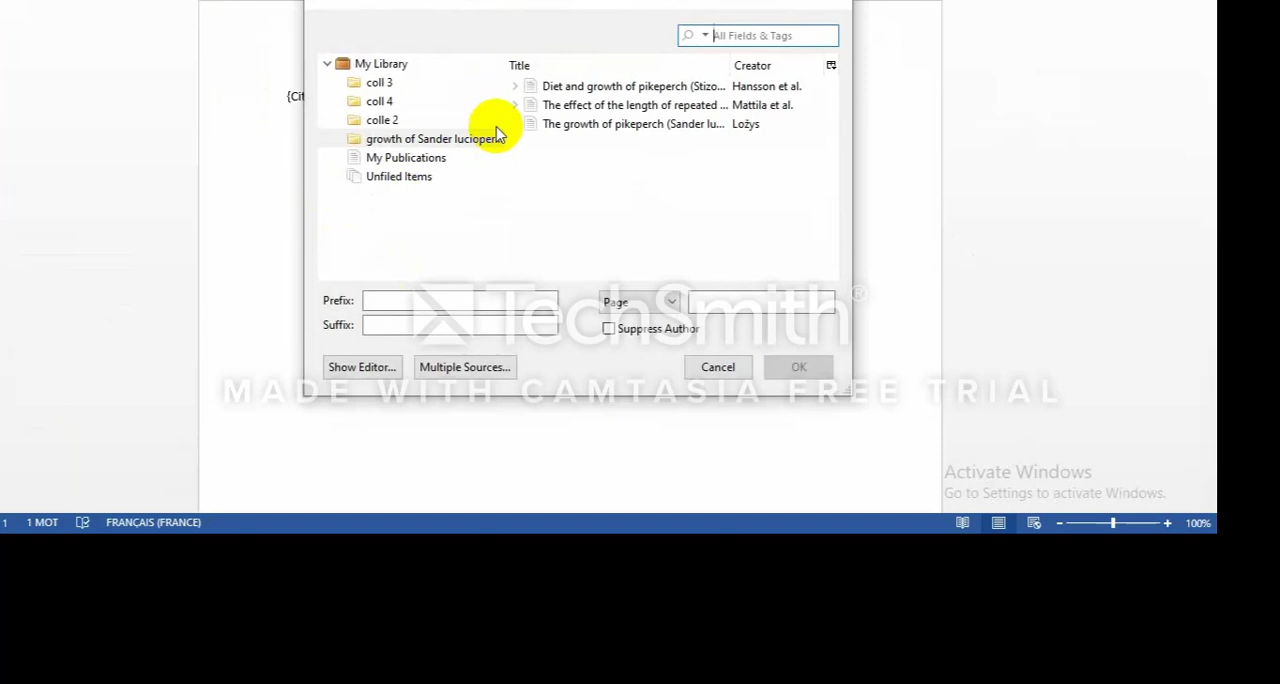 All Fields & Tags
My Library
Title
Creator
coll 3
Diet and growth of pikeperch (Stizo...
Hansson et al.
{Cit
coll 4
The effect of the length of repeated ...
Mattila et al.
colle 2
The growth of pikeperch (Sander lu...
Ložys
growth of Sander lucioperca
My Publications
Unfiled Items
Prefix:
Page
TechSmith®
Suffix:
Suppress Author
Show Editor...
Multiple Sources...
Cancel
OK
MADE WITH CAMTASIA FREE TRIAL
Activate Windows
Go to Settings to activate Windows.
1
1 MOT
FRANÇAIS (FRANCE)
100%